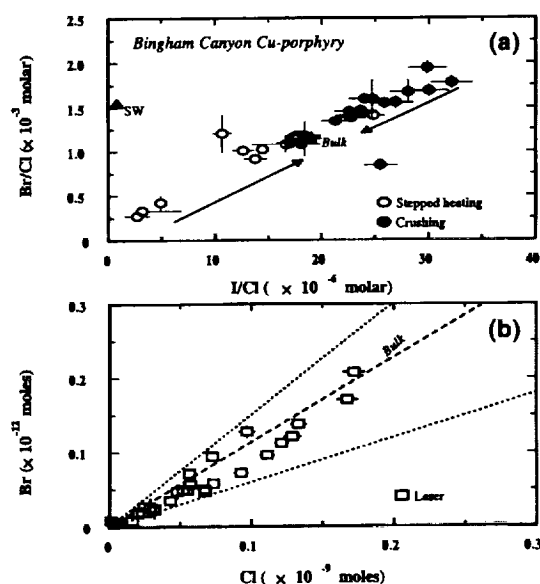 Bingham Canyon Cu-porphyry
(a)
Br/Cl (× 10⁻³ molar)
2.5
2.0
1.5
1.0
0.5
0
SW
Bulk
Stepped heating
Crushing
0
10
20
30
40
I/Cl ( × 10⁻⁶ molar)
(b)
Br (× 10⁻¹² moles)
0.3
0.2
0.1
0
Bulk
Laser
0
0.1
0.2
0.3
Cl ( × 10⁻⁹ moles)